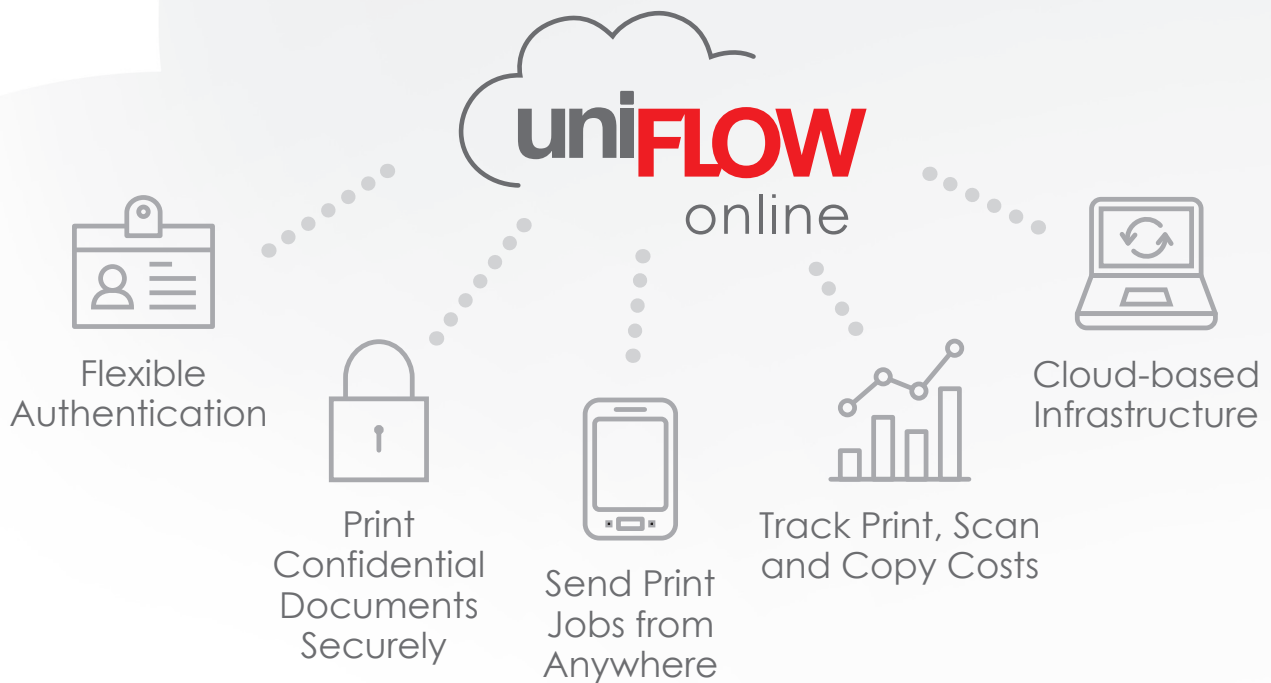 uniFLOW
online
Flexible
Authentication
Print
Confidential
Documents
Securely
Send Print
Jobs from
Anywhere
Track Print, Scan
and Copy Costs
Cloud-based
Infrastructure